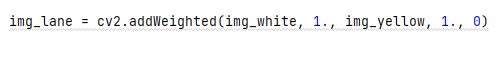 img_lane = cv2.addWeighted(img_white, 1., img_yellow, 1., 0)